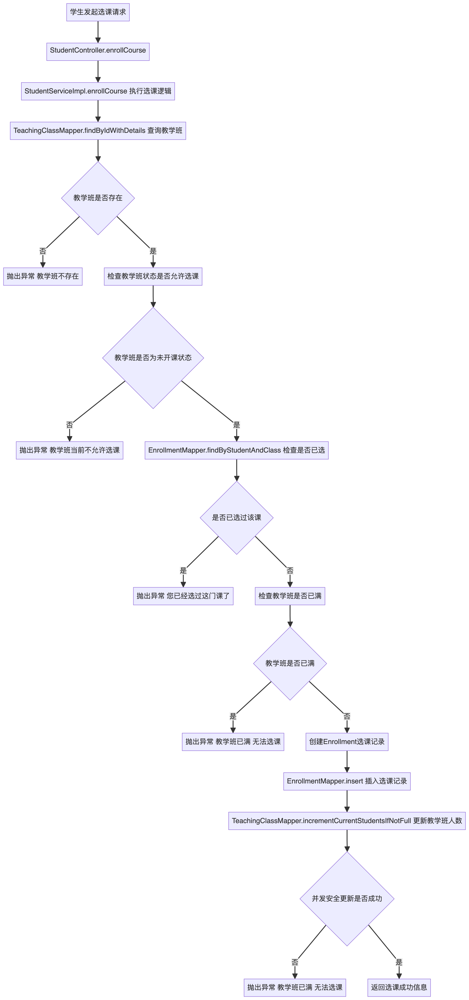 学生发起选课请求
StudentController.enrollCourse
StudentServiceImpl.enrollCourse 执行选课逻辑
TeachingClassMapper.findByIdWithDetails 查询教学班
教学班是否存在
否
是
抛出异常 教学班不存在
检查教学班状态是否允许选课
教学班是否为未开课状态
否
是
抛出异常 教学班当前不允许选课
EnrollmentMapper.findByStudentAndClass 检查是否已选
是否已选过该课
是
否
抛出异常 您已经选过这门课了
检查教学班是否已满
教学班是否已满
是
否
抛出异常 教学班已满 无法选课
创建Enrollment选课记录
EnrollmentMapper.insert 插入选课记录
TeachingClassMapper.incrementCurrentStudentsIfNotFull 更新教学班人数
并发安全更新是否成功
否
是
抛出异常 教学班已满 无法选课
返回选课成功信息